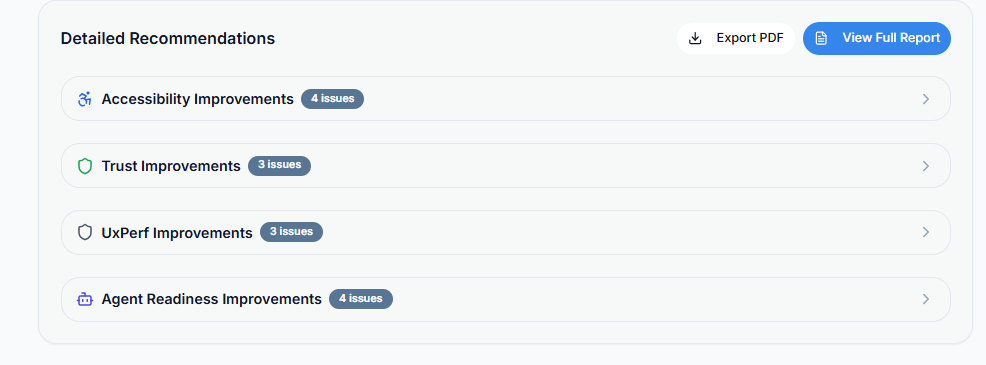 Detailed Recommendations
Export PDF
View Full Report
Accessibility Improvements 4 issues
Trust Improvements 3 issues
UxPerf Improvements 3 issues
Agent Readiness Improvements 4 issues